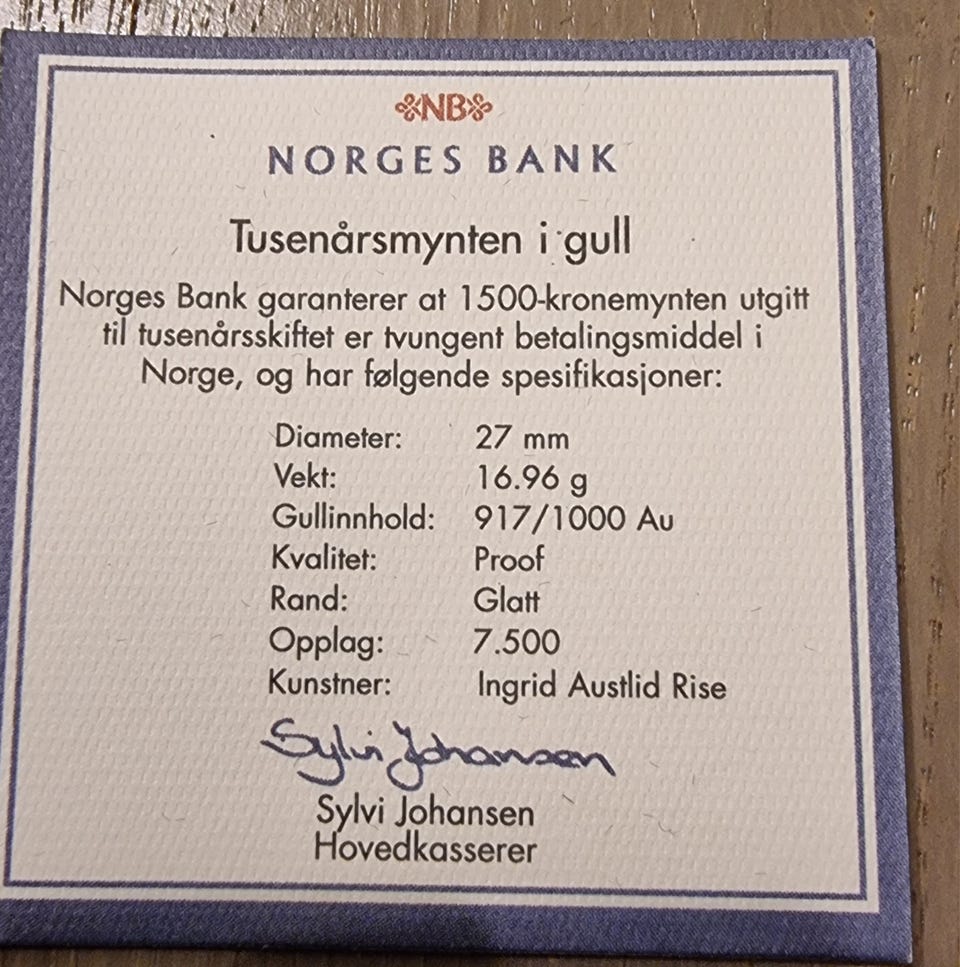 NB
NORGES BANK
Tusenårsmynten i gull
Norges Bank garanterer at 1500-kronemynten utgitt
til tusenårsskiftet er tvungent betalingsmiddel i
Norge, og har følgende spesifikasjoner:
Diameter: 27 mm
Vekt: 16.96 g
Gullinnhold: 917/1000 Au
Kvalitet: Proof
Rand: Glatt
Opplag: 7.500
Kunstner: Ingrid Austlid Rise
Sylvi Johansen
Sylvi Johansen
Hovedkasserer